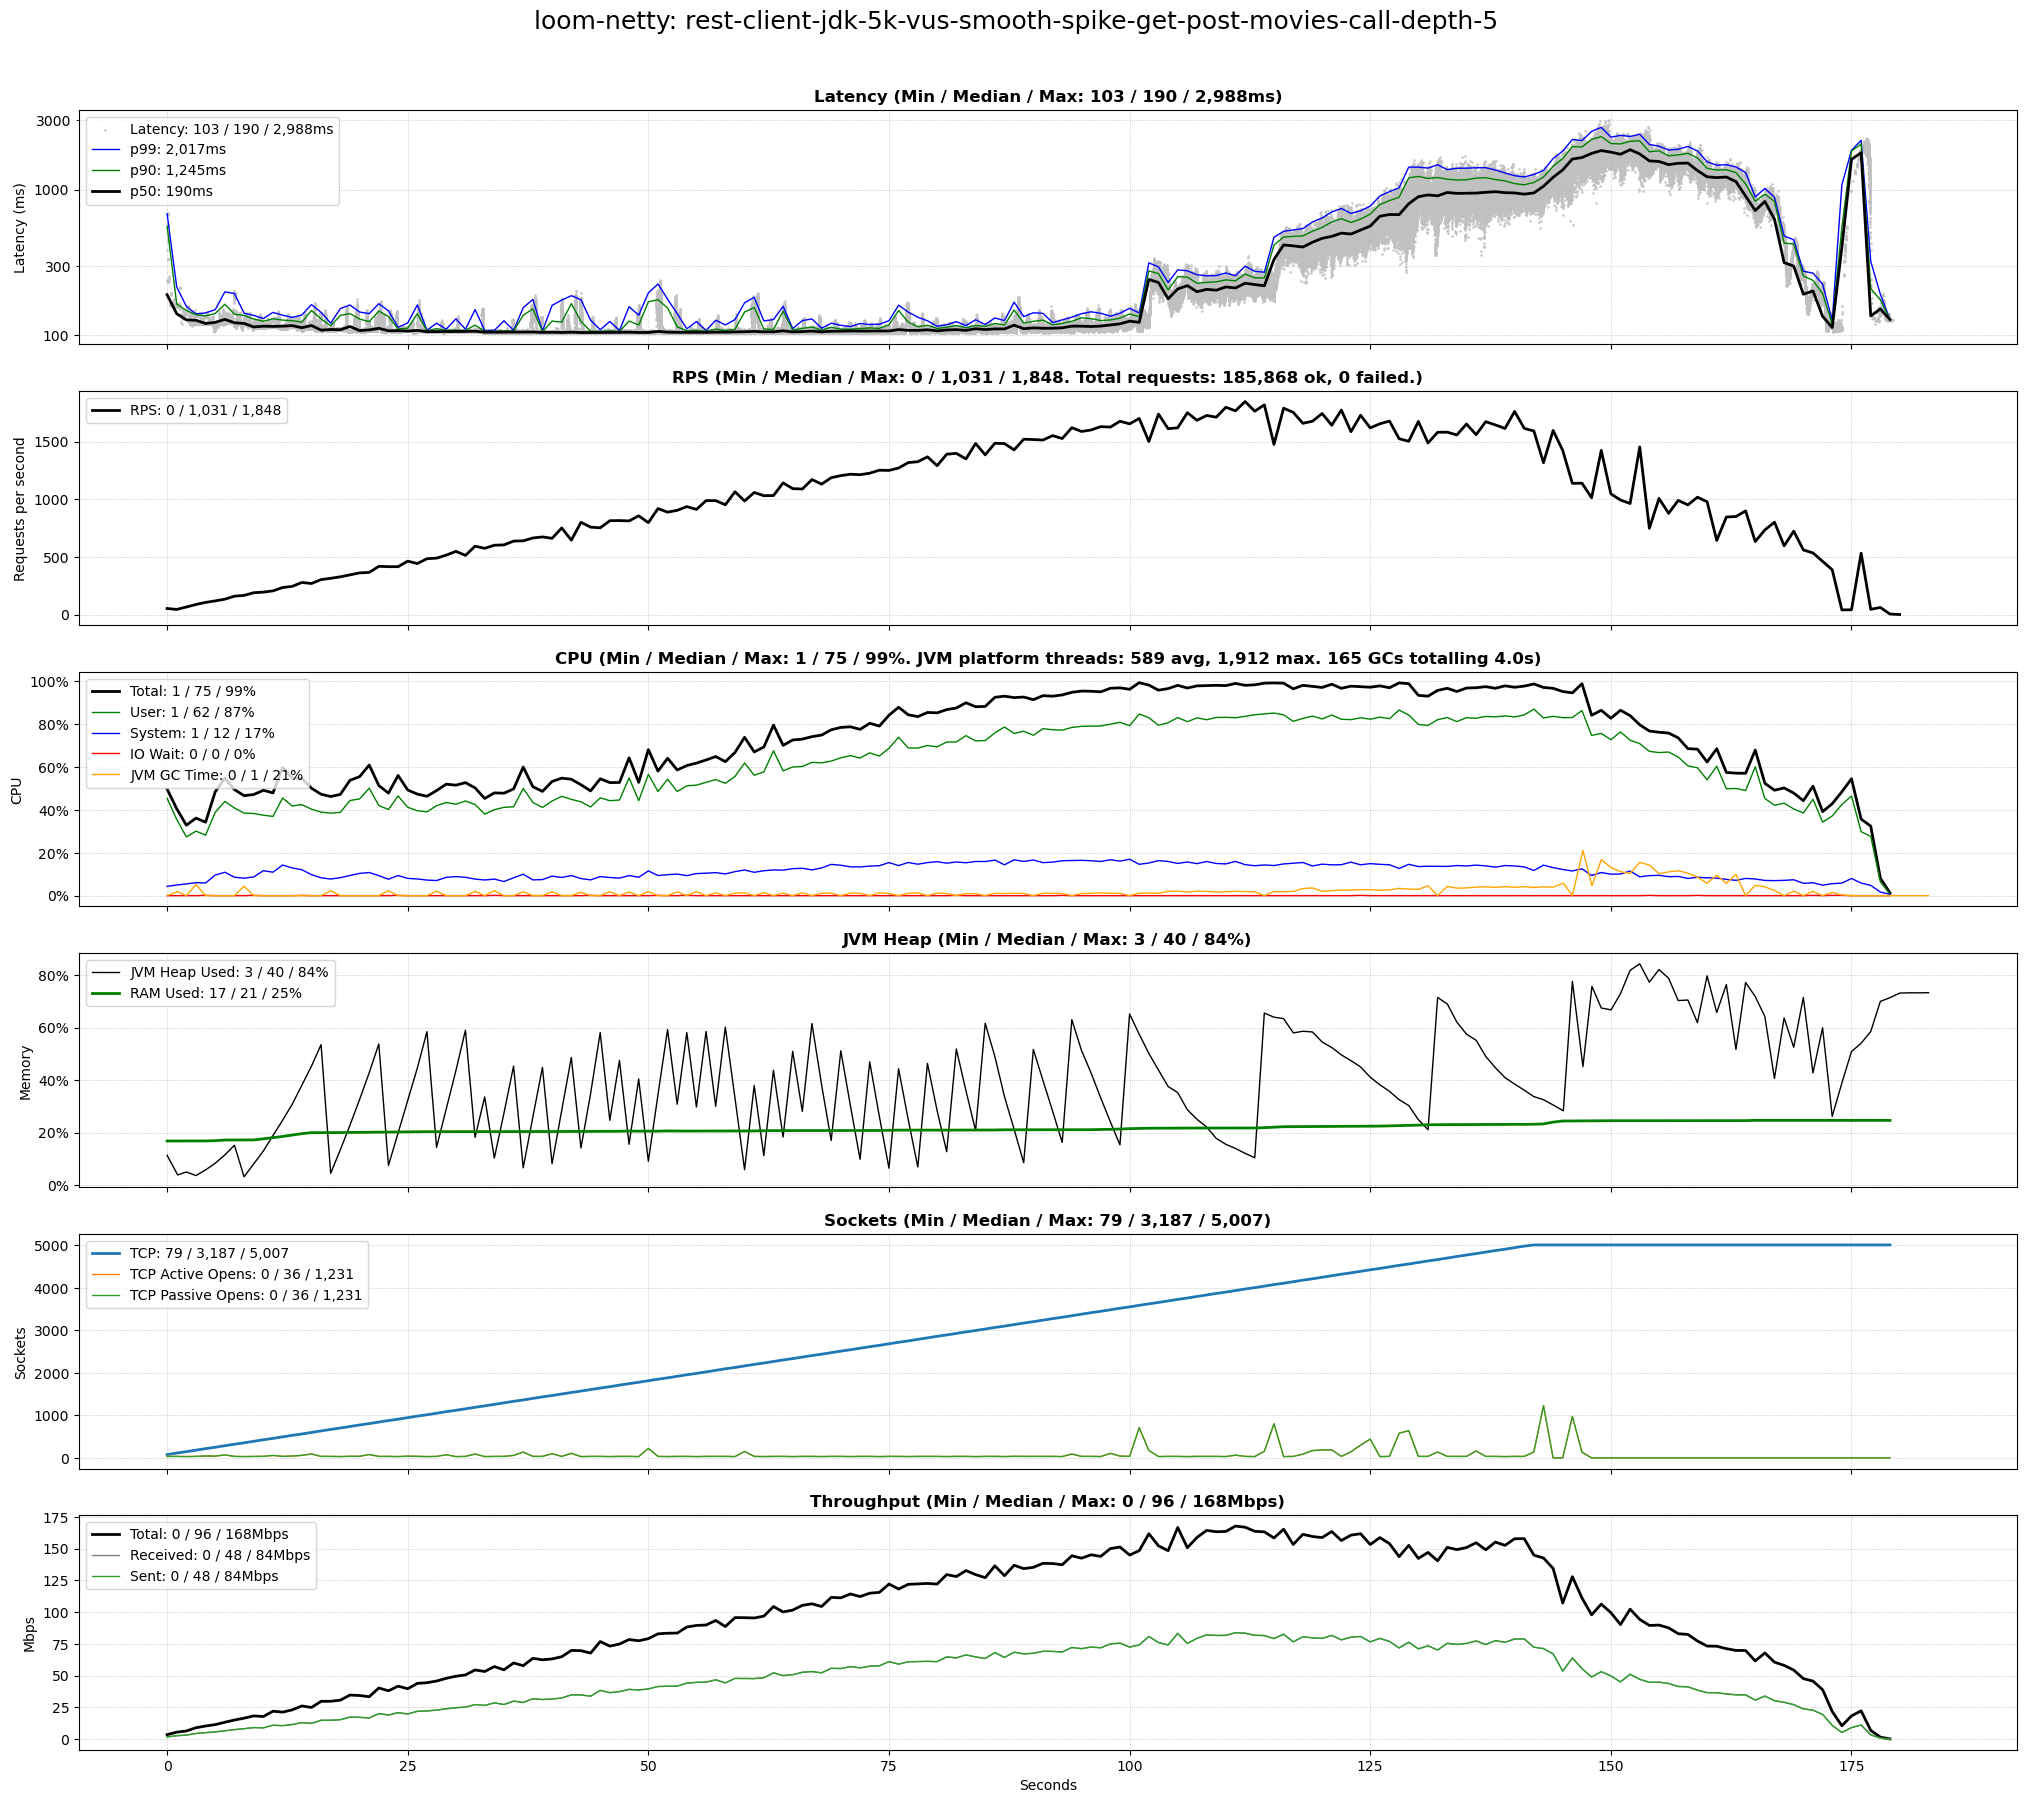 loom-netty: rest-client-jdk-5k-vus-smooth-spike-get-post-movies-call-depth-5
Latency (Min / Median / Max: 103 / 190 / 2,988ms)
Latency (ms)
3000
1000
300
100
Latency: 103 / 190 / 2,988ms
p99: 2,017ms
p90: 1,245ms
p50: 190ms
RPS (Min / Median / Max: 0 / 1,031 / 1,848. Total requests: 185,868 ok, 0 failed.)
Requests per second
1500
1000
500
0
RPS: 0 / 1,031 / 1,848
CPU (Min / Median / Max: 1 / 75 / 99%. JVM platform threads: 589 avg, 1,912 max. 165 GCs totalling 4.0s)
CPU
100%
80%
60%
40%
20%
0%
Total: 1 / 75 / 99%
User: 1 / 62 / 87%
System: 1 / 12 / 17%
IO Wait: 0 / 0 / 0%
JVM GC Time: 0 / 1 / 21%
JVM Heap (Min / Median / Max: 3 / 40 / 84%)
Memory
80%
60%
40%
20%
0%
JVM Heap Used: 3 / 40 / 84%
RAM Used: 17 / 21 / 25%
Sockets (Min / Median / Max: 79 / 3,187 / 5,007)
Sockets
5000
4000
3000
2000
1000
0
TCP: 79 / 3,187 / 5,007
TCP Active Opens: 0 / 36 / 1,231
TCP Passive Opens: 0 / 36 / 1,231
Throughput (Min / Median / Max: 0 / 96 / 168Mbps)
Mbps
175
150
125
100
75
50
25
0
Total: 0 / 96 / 168Mbps
Received: 0 / 48 / 84Mbps
Sent: 0 / 48 / 84Mbps
0 25 50 75 100 125 150 175
Seconds